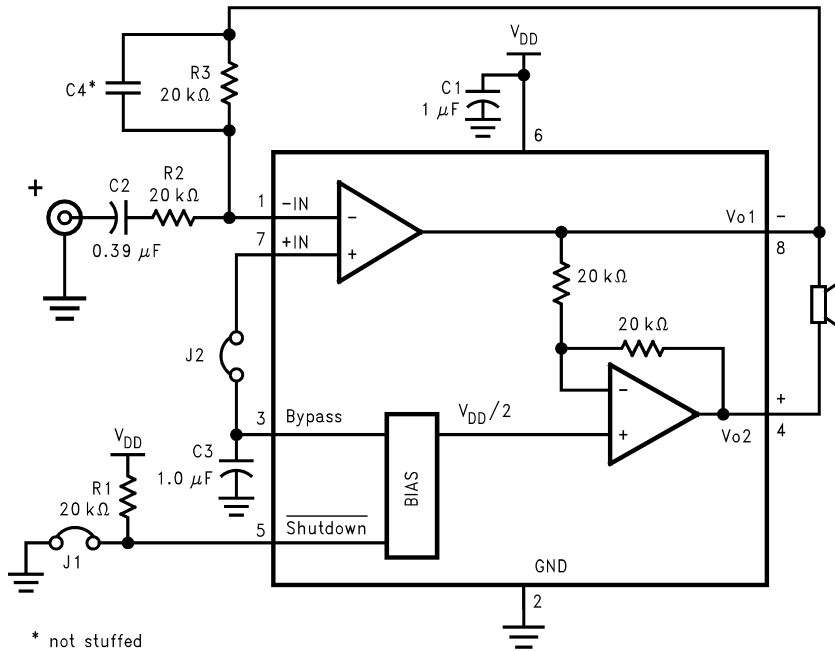 V_DD
C4*
R3
20 kΩ
C1
1 μF
6
+
C2
0.39 μF
R2
20 kΩ
1
-IN
7
+IN
-
+
Vo1
-
8
20 kΩ
20 kΩ
J2
3
Bypass
V_DD/2
-
+
+
Vo2
4
C3
1.0 μF
V_DD
R1
20 kΩ
BIAS
5
Shutdown
J1
GND
2
* not stuffed